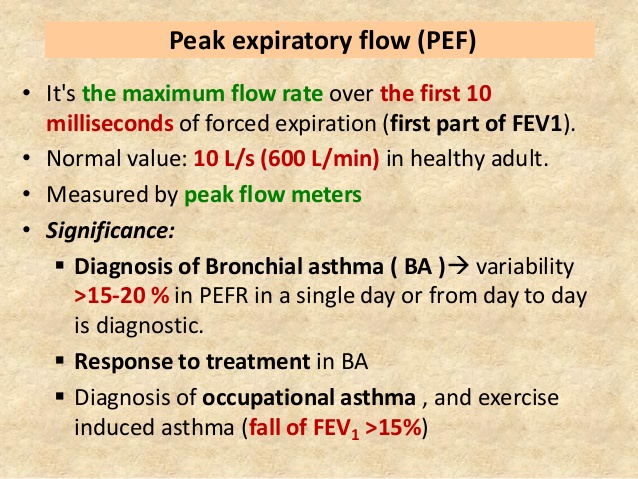 Peak expiratory flow (PEF)
• It's the maximum flow rate over the first 10
milliseconds of forced expiration (first part of FEV1).
• Normal value: 10 L/s (600 L/min) in healthy adult.
• Measured by peak flow meters
• Significance:
▪ Diagnosis of Bronchial asthma ( BA )→ variability
>15-20 % in PEFR in a single day or from day to day
is diagnostic.
▪ Response to treatment in BA
▪ Diagnosis of occupational asthma , and exercise
induced asthma (fall of FEV₁ >15%)